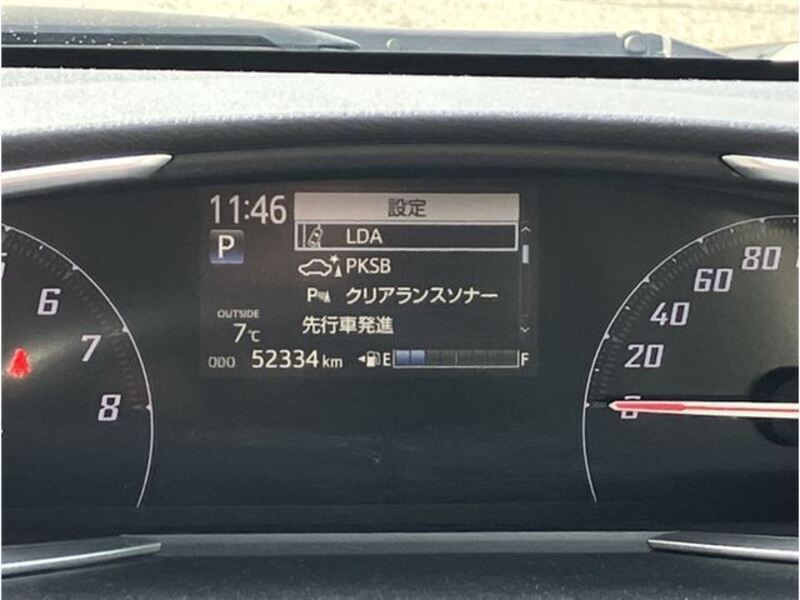 11:46
設定
LDA
P
PKSB
P クリアランスソナー
OUTSIDE
7℃
先行車発進
ODO 52334 km
E F
6
7
8
80
60
40
20
0